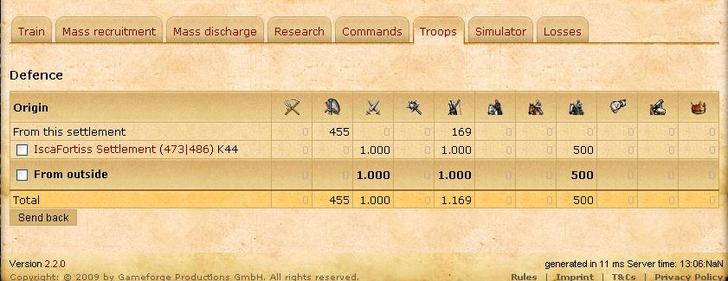 Train Mass recruitment Mass discharge Research Commands Troops Simulator Losses
Defence
Origin
From this settlement 0 455 0 0 169 0 0 0 0 0 0
IscaFortiss Settlement (473|486) K44 0 0 1.000 0 1.000 0 0 500 0 0 0
From outside 0 0 1.000 0 1.000 0 0 500 0 0 0
Total 0 455 1.000 0 1.169 0 0 500 0 0 0
Send back
Version 2.2.0 generated in 11 ms Server time: 13:06:NaN
Copyright: © 2009 by Gameforge Productions GmbH. All rights reserved. Rules | Imprint | T&Cs | Privacy Policy